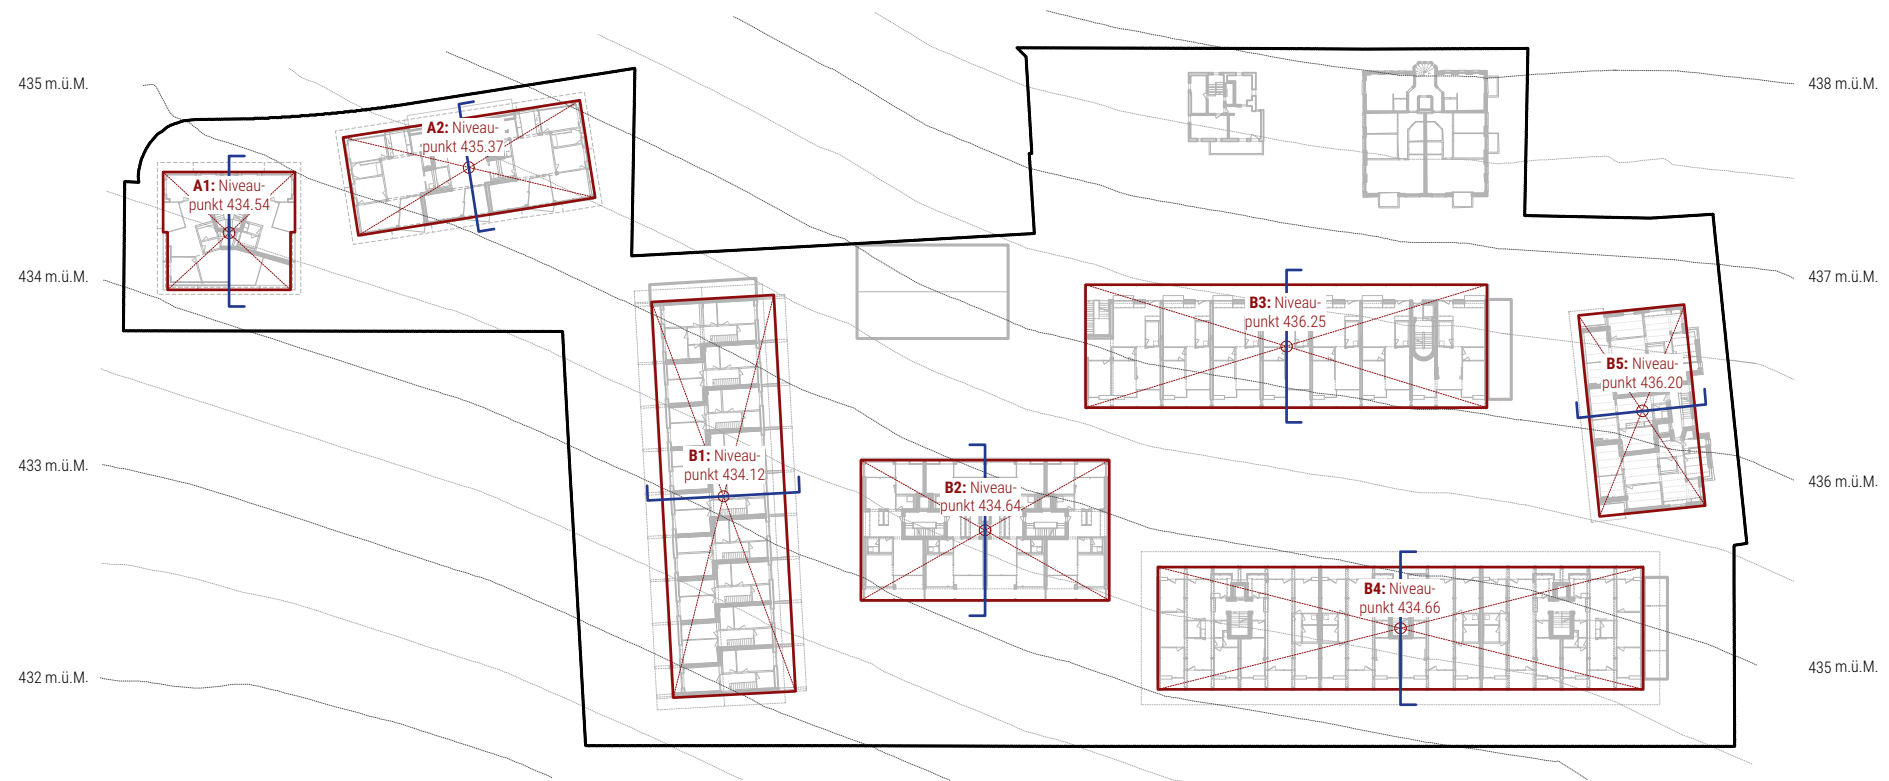 435 m.ü.M.
438 m.ü.M.
A2: Niveau-
punkt 435.37
A1: Niveau-
punkt 434.54
434 m.ü.M.
437 m.ü.M.
B3: Niveau-
punkt 436.25
B5: Niveau-
punkt 436.20
B1: Niveau-
punkt 434.12
433 m.ü.M.
436 m.ü.M.
B2: Niveau-
punkt 434.64
B4: Niveau-
punkt 434.66
432 m.ü.M.
435 m.ü.M.